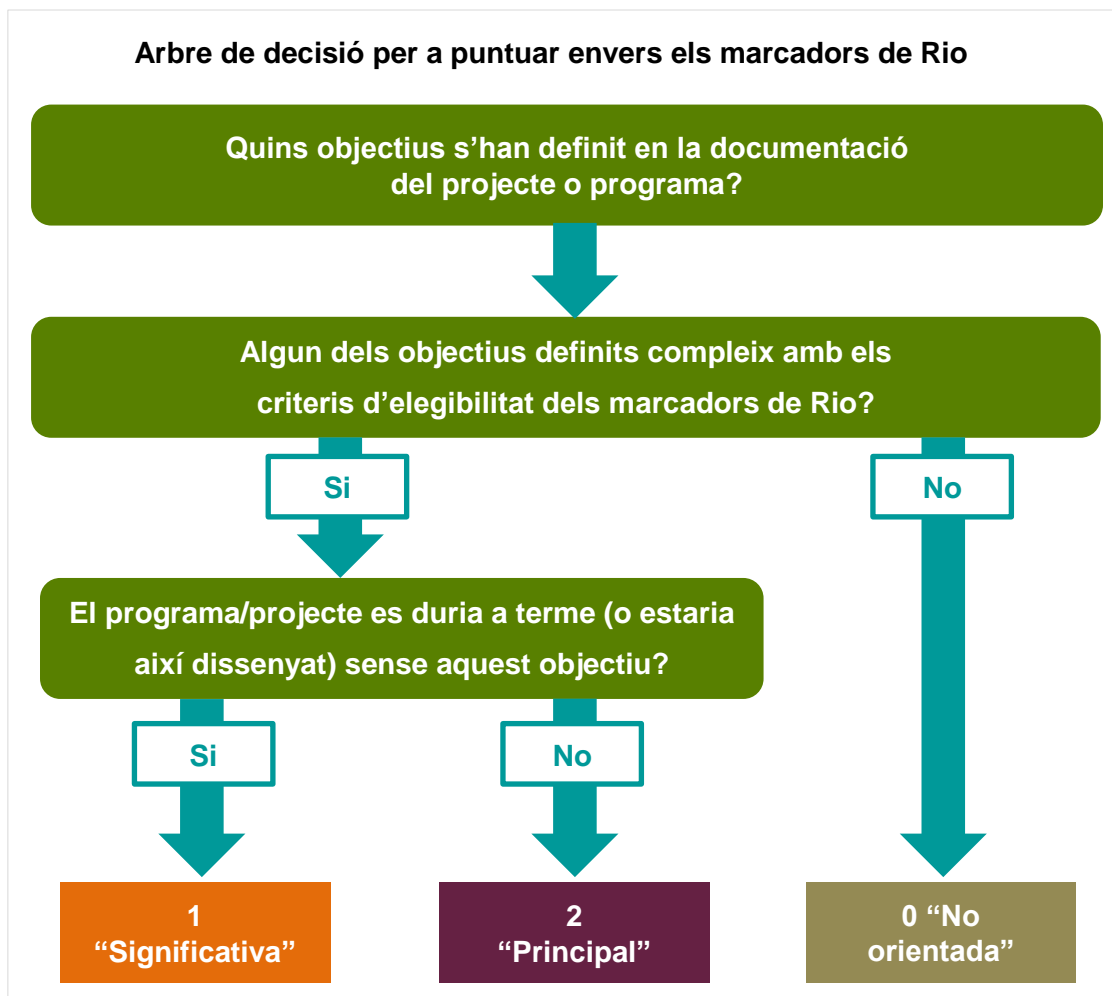 Arbre de decisió per a puntuar envers els marcadors de Rio
Quins objectius s’han definit en la documentació
del projecte o programa?
Algun dels objectius definits compleix amb els
criteris d’elegibilitat dels marcadors de Rio?
Si
No
El programa/projecte es duria a terme (o estaria
així dissenyat) sense aquest objectiu?
Si
No
1
“Significativa”
2
“Principal”
0 “No
orientada”